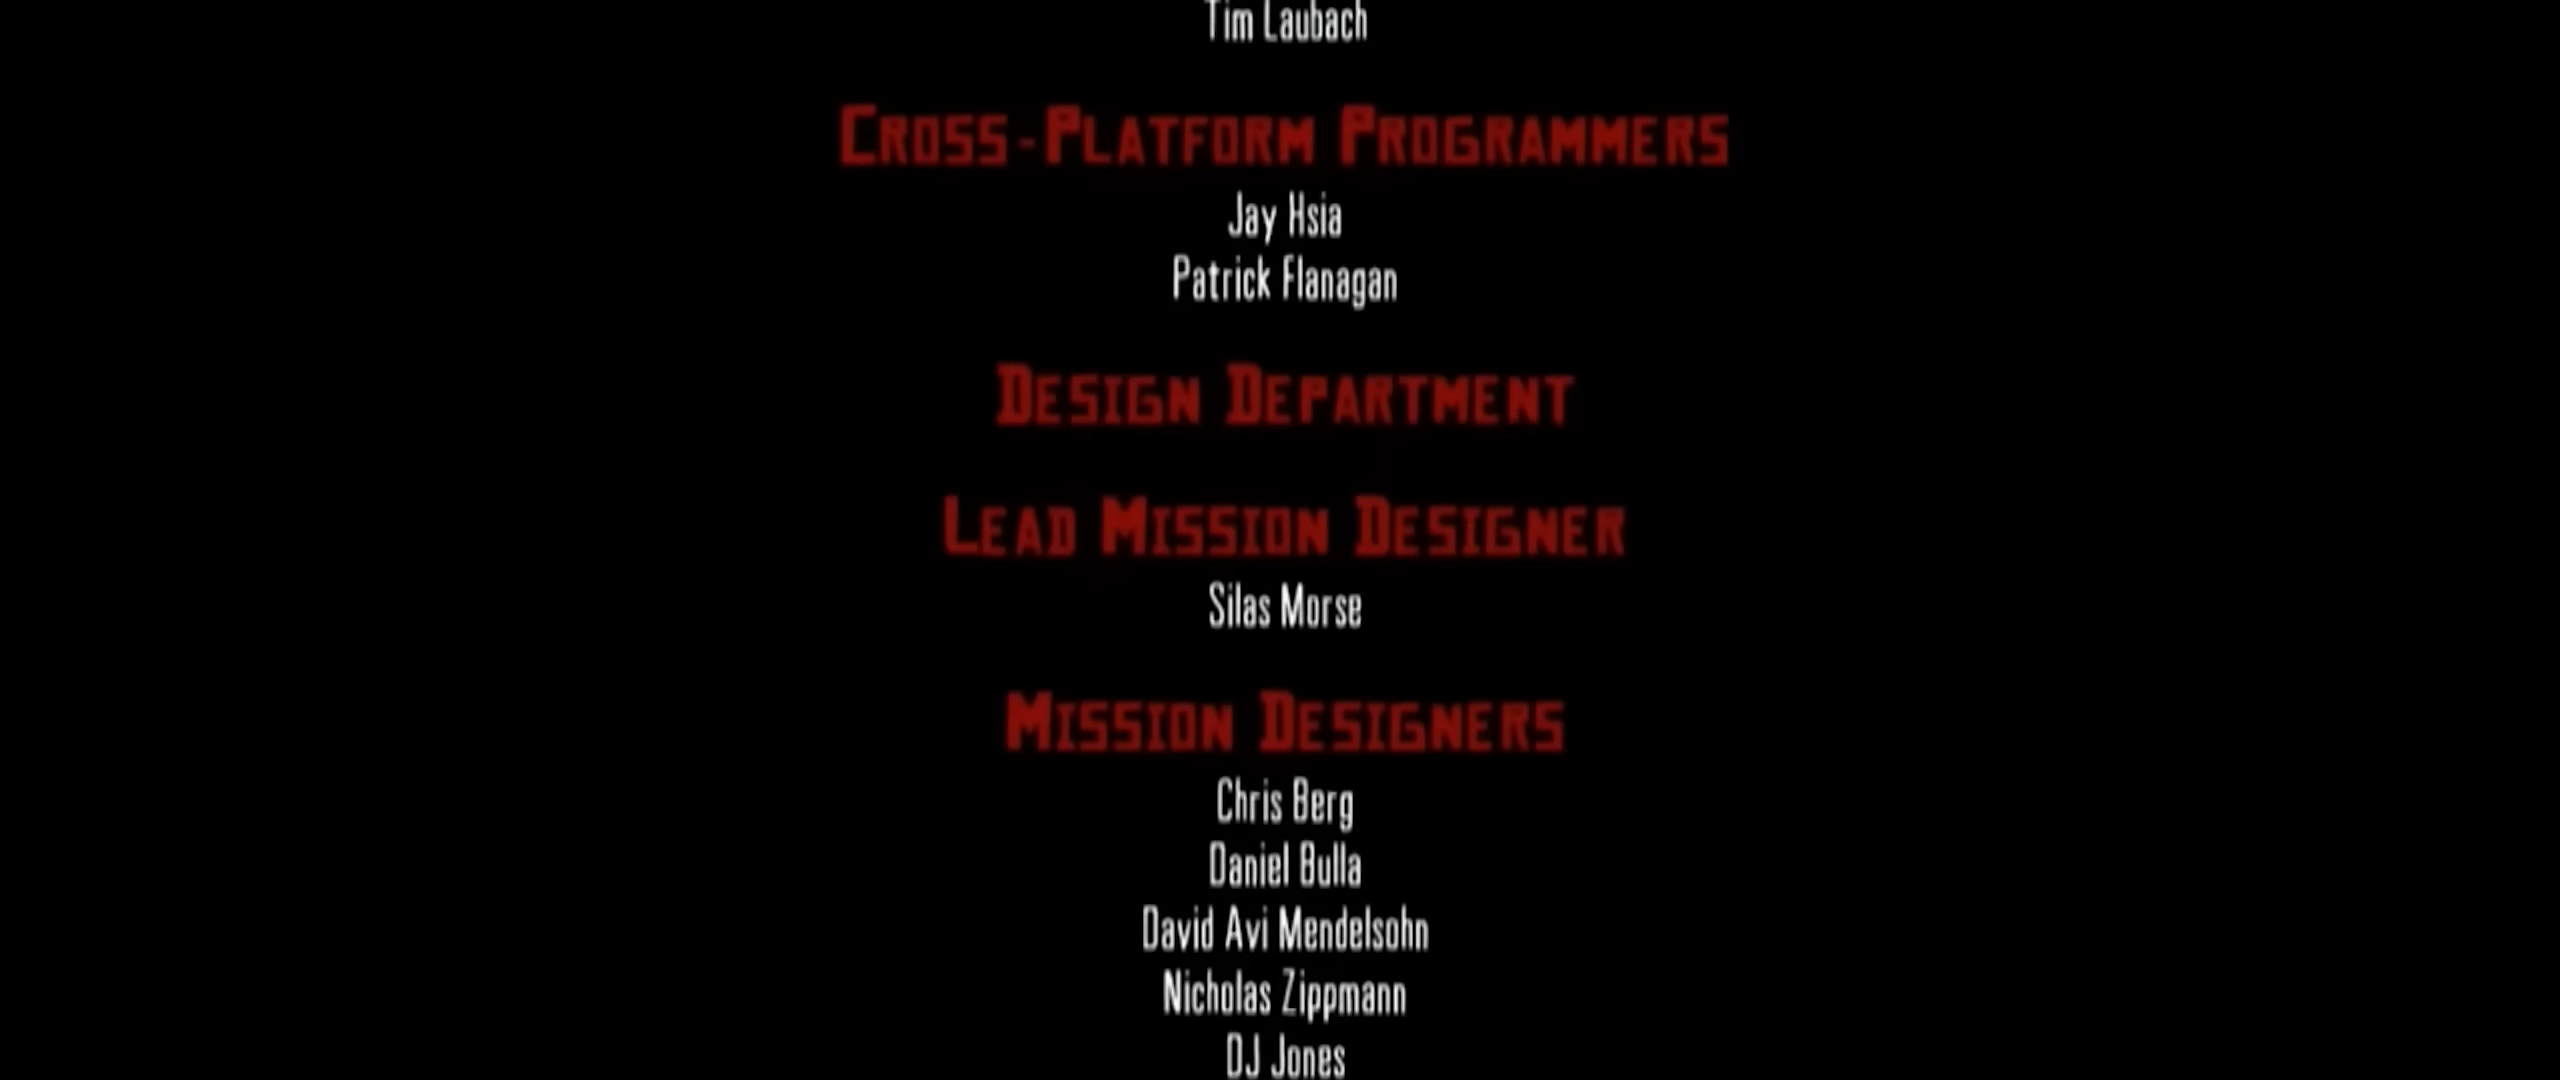 Tim Laubach
Cross-Platform Programmers
Jay Hsia
Patrick Flanagan
Design Department
Lead Mission Designer
Silas Morse
Mission Designers
Chris Berg
Daniel Bulla
David Avi Mendelsohn
Nicholas Zippmann
DJ Jones